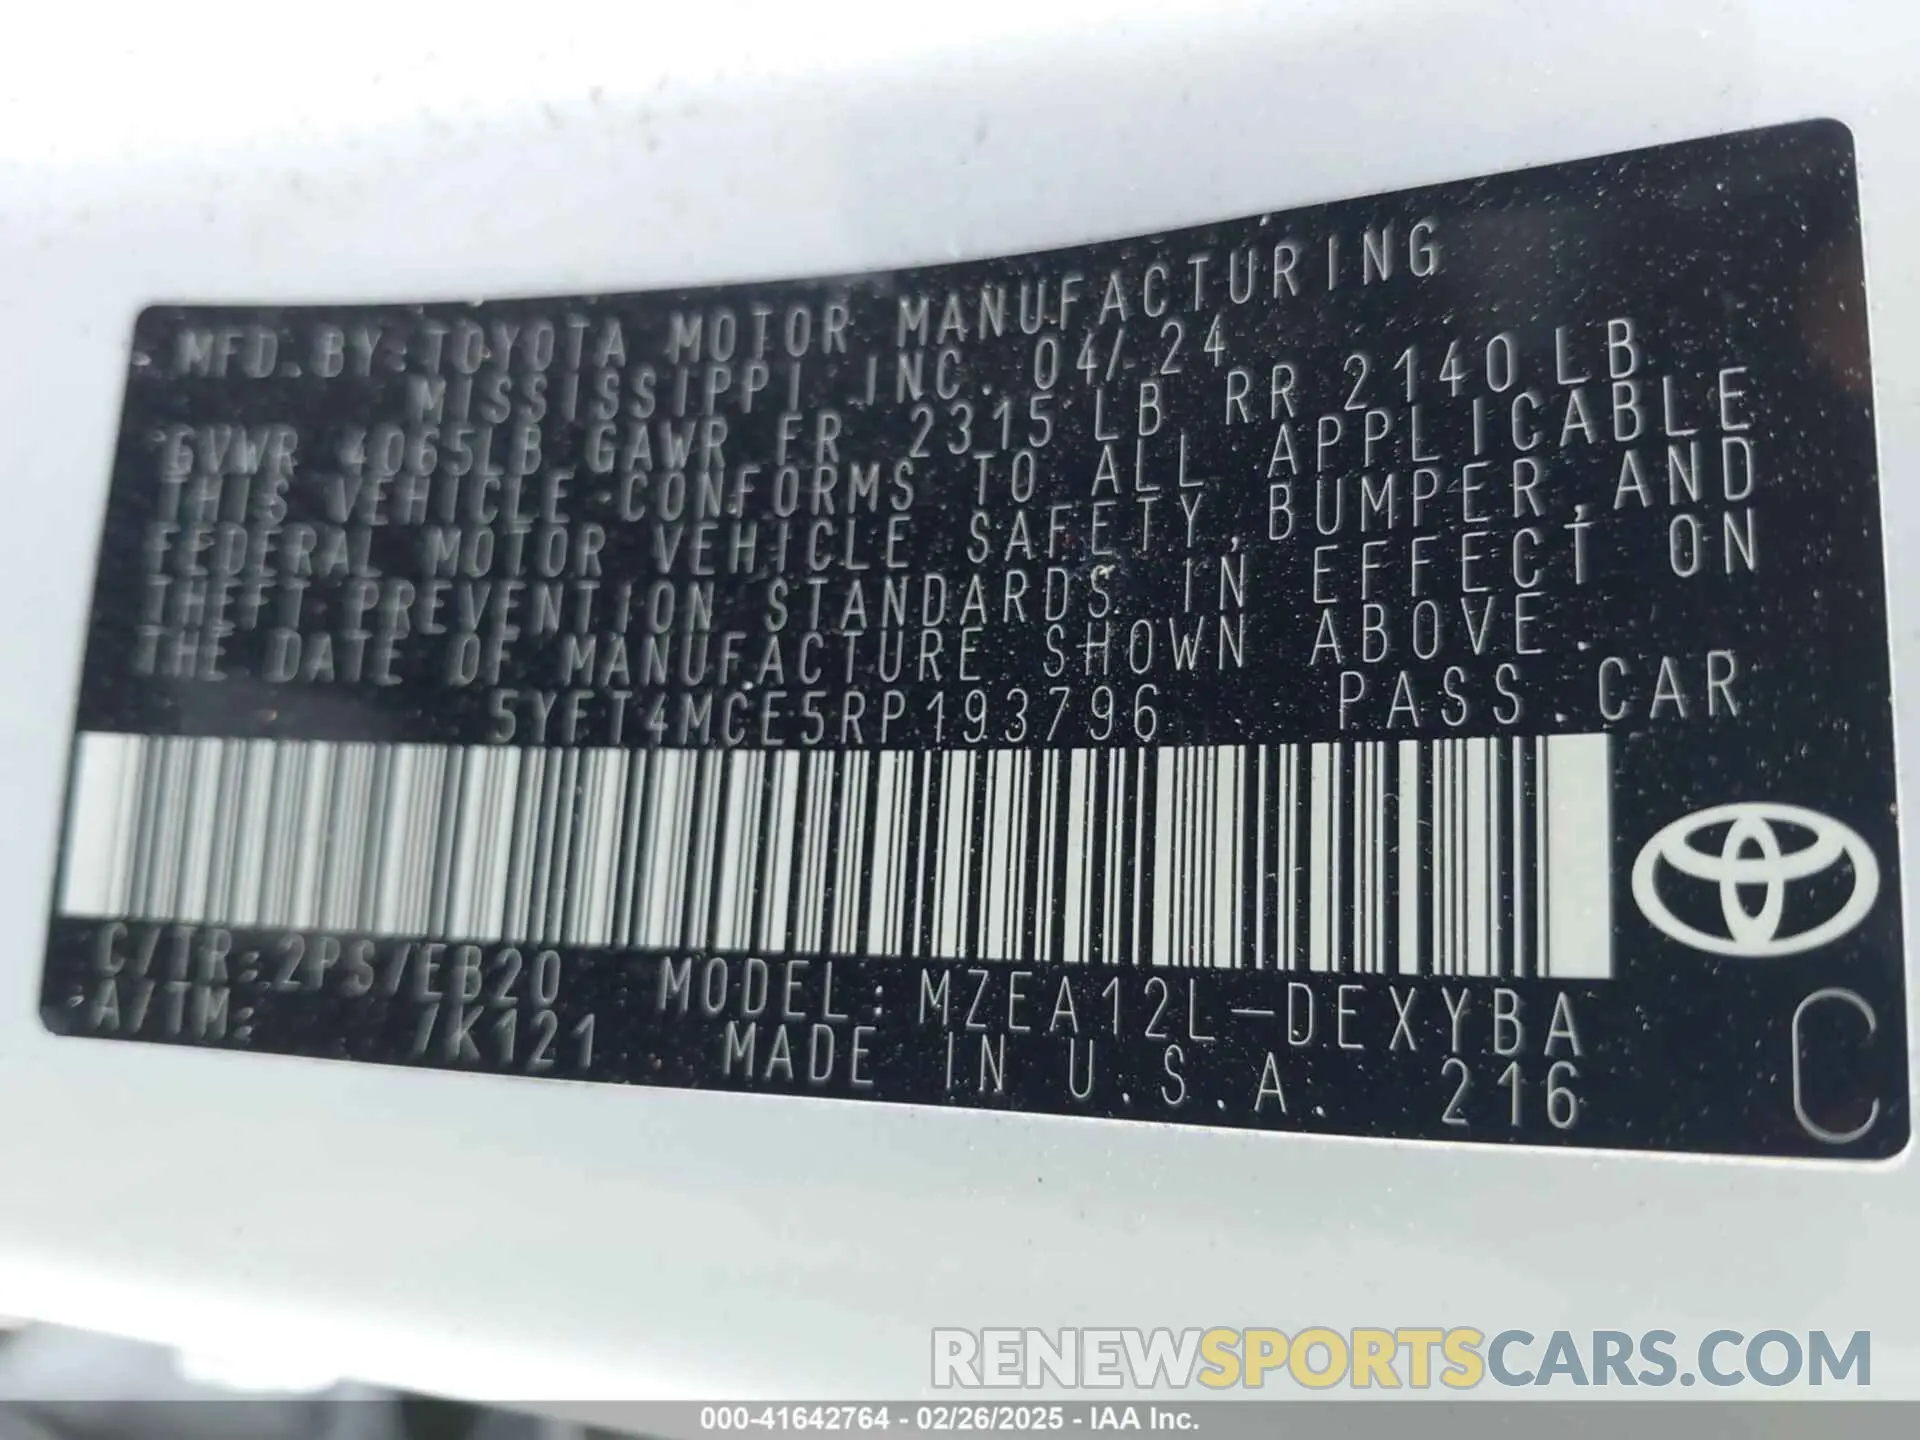 MFD. BY:TOYOTA MOTOR MANUFACTURING
MISSISSIPPI, INC. 04/24
GVWR 4065LB GAWR FR 2315LB RR 2140LB
THIS VEHICLE CONFORMS TO ALL APPLICABLE
FEDERAL MOTOR VEHICLE SAFETY, BUMPER, AND
THEFT PREVENTION STANDARDS IN EFFECT ON
THE DATE OF MANUFACTURE SHOWN ABOVE.
5YFT4MCE5RP193796 PASS. CAR
C/TR: 2PS/EB20 MODEL: MZEA12L-DEXYBA
A/TM: /K121 MADE IN U.S.A. 216
C
RENEWSPORTSCARS.COM
000-41642764 - 02/26/2025 - IAA Inc.